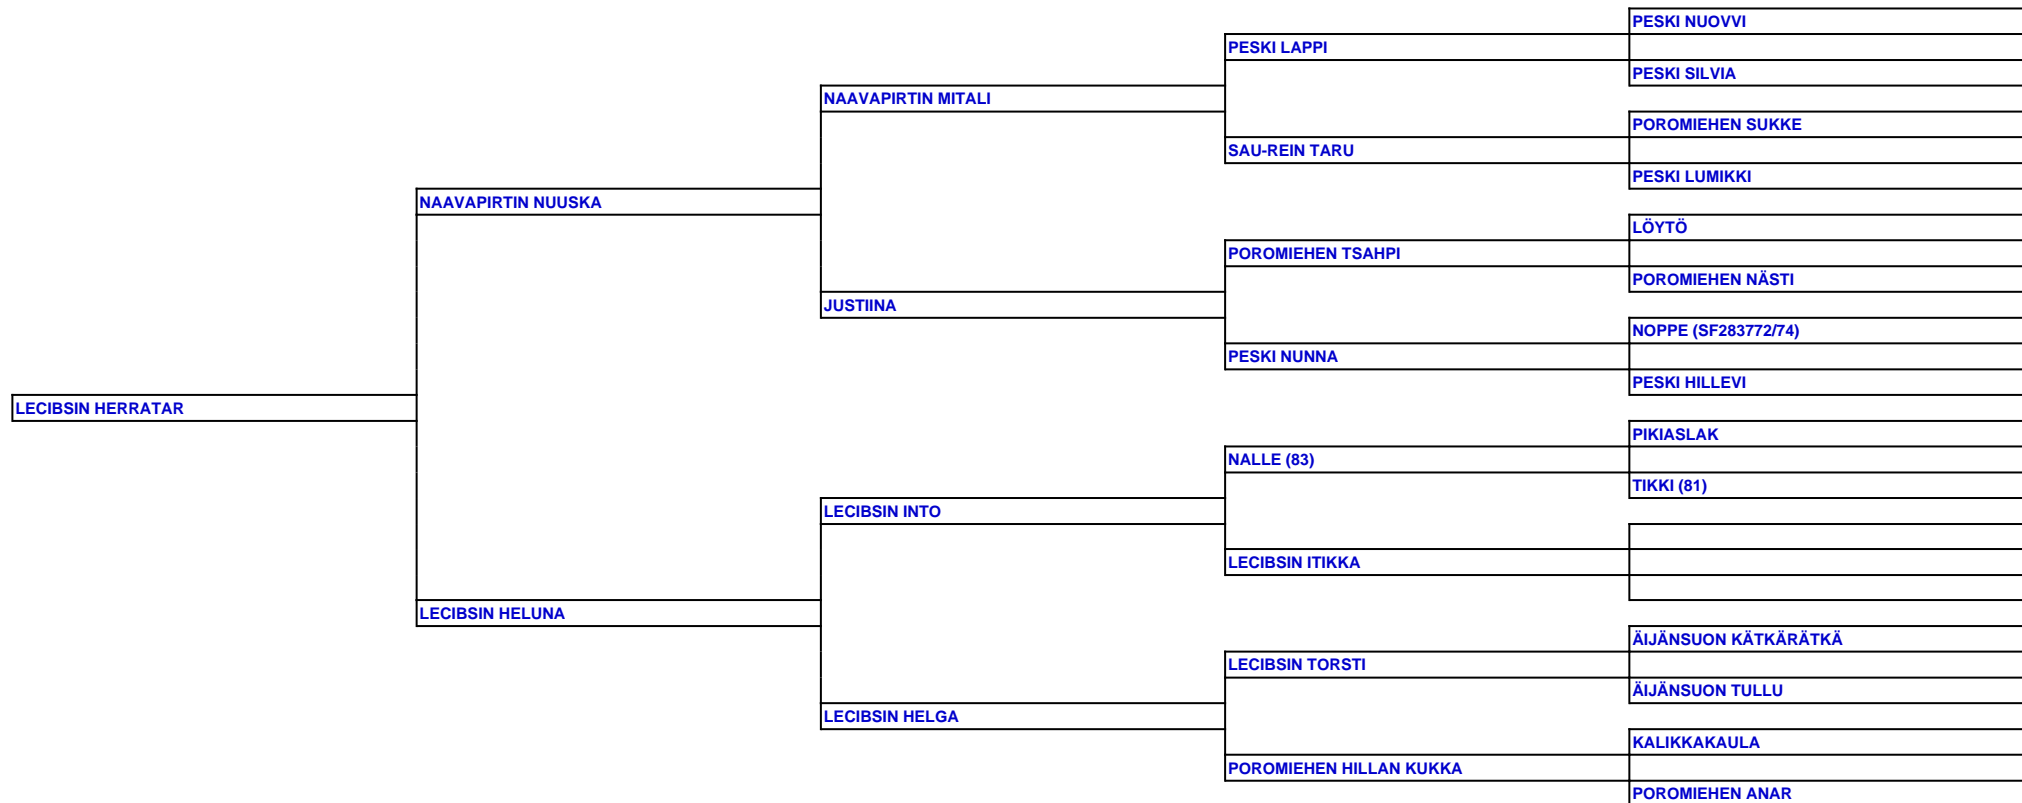 PESKI NUOVVI
PESKI LAPPI
PESKI SILVIA
NAAVAPIRTIN MITALI
POROMIEHEN SUKKE
SAU-REIN TARU
PESKI LUMIKKI
NAAVAPIRTIN NUUSKA
LÖYTÖ
POROMIEHEN TSAHPI
POROMIEHEN NÄSTI
JUSTIINA
NOPPE (SF283772/74)
PESKI NUNNA
PESKI HILLEVI
LECIBSIN HERRATAR
PIKIASLAK
NALLE (83)
TIKKI (81)
LECIBSIN INTO
LECIBSIN ITIKKA
LECIBSIN HELUNA
ÄIJÄNSUON KÄTKÄRÄTKÄ
LECIBSIN TORSTI
ÄIJÄNSUON TULLU
LECIBSIN HELGA
KALIKKAKAULA
POROMIEHEN HILLAN KUKKA
POROMIEHEN ANAR